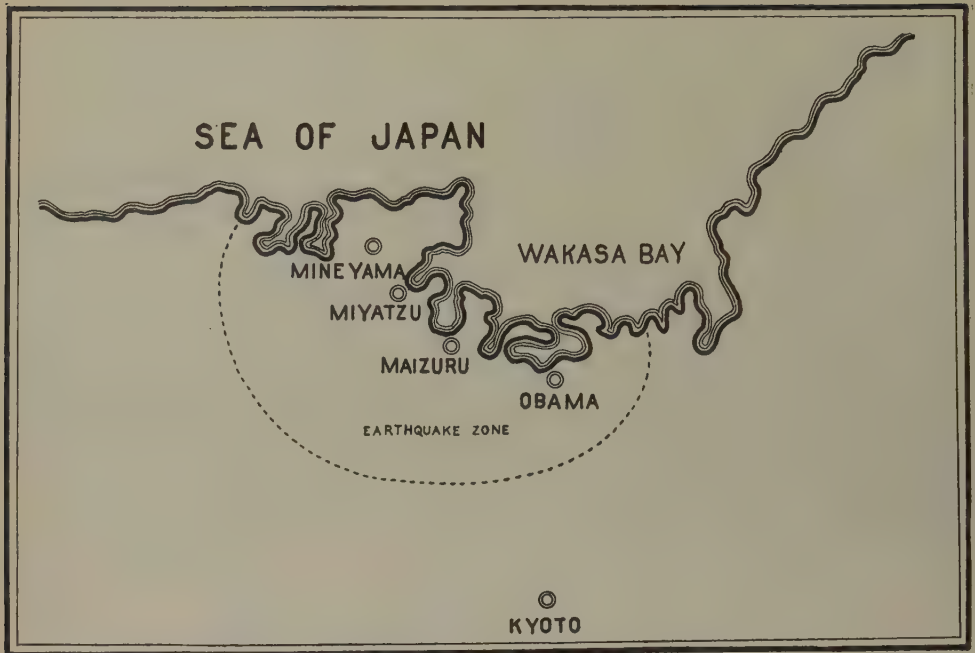 SEA OF JAPAN
WAKASA BAY
MINEYAMA
MIYATZU
MAIZURU
OBAMA
EARTHQUAKE ZONE
KYOTO